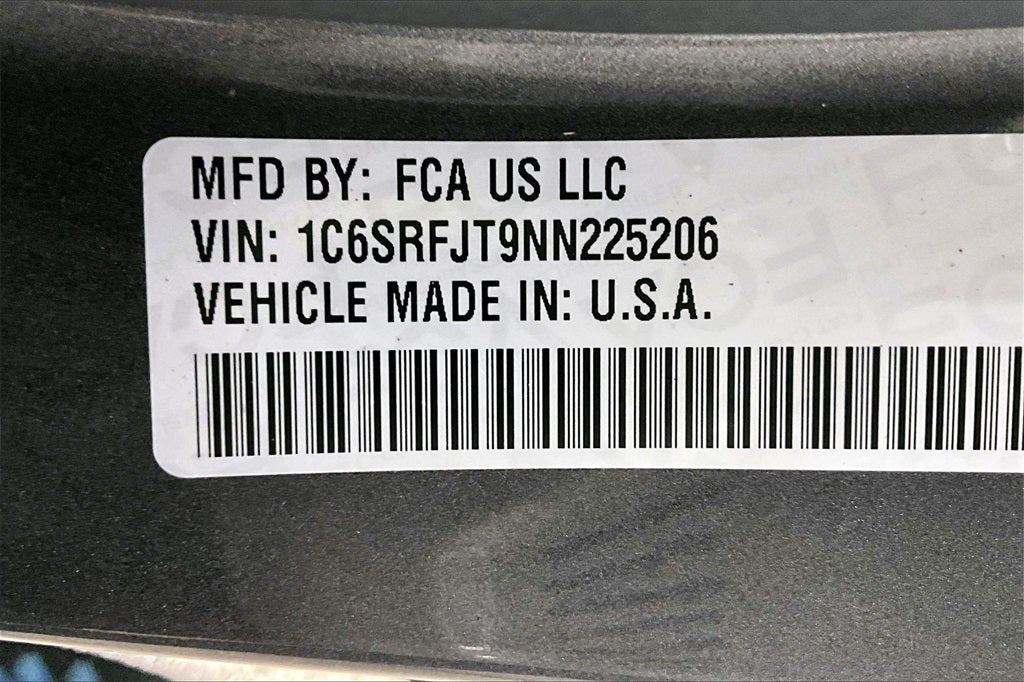 MFD BY: FCA US LLC
VIN: 1C6SRFJT9NN225206
VEHICLE MADE IN: U.S.A.